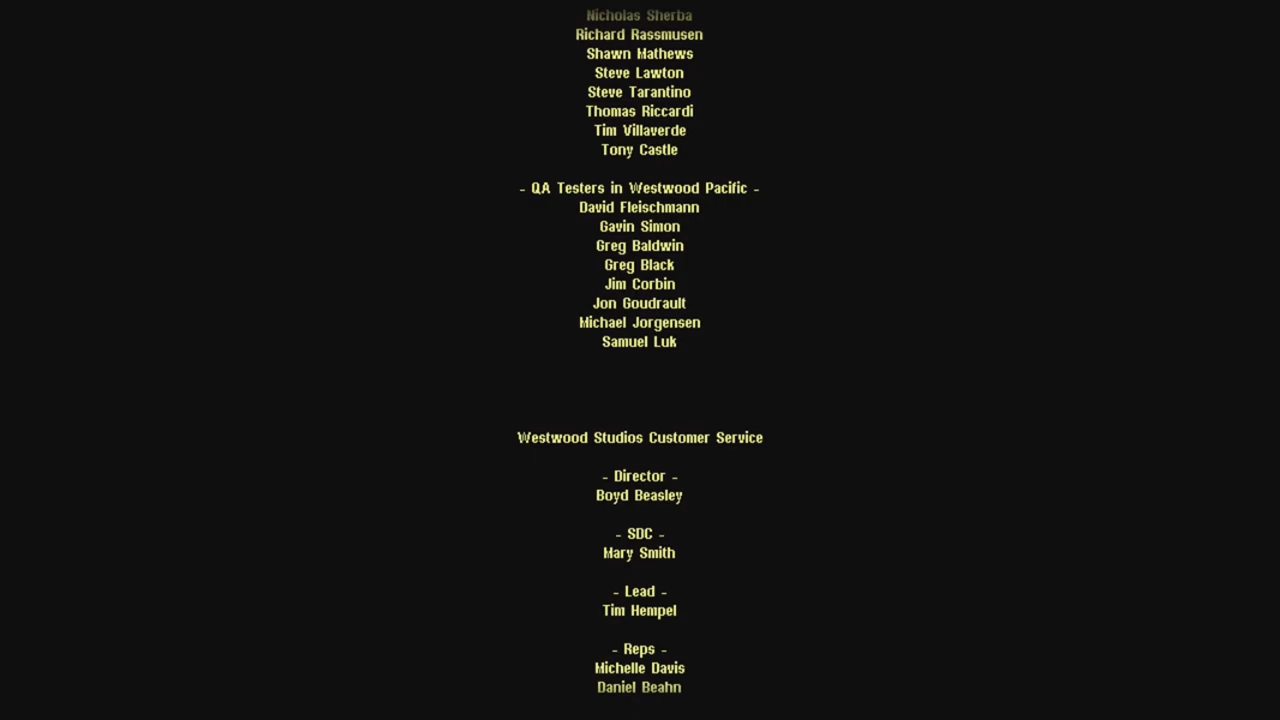 Nicholas Sherba
Richard Rassmusen
Shawn Mathews
Steve Lawton
Steve Tarantino
Thomas Riccardi
Tim Villaverde
Tony Castle
- QA Testers in Westwood Pacific -
David Fleischmann
Gavin Simon
Greg Baldwin
Greg Black
Jim Corbin
Jon Goudrault
Michael Jorgensen
Samuel Luk
Westwood Studios Customer Service
- Director -
Boyd Beasley
- SDC -
Mary Smith
- Lead -
Tim Hempel
- Reps -
Michelle Davis
Daniel Beahn